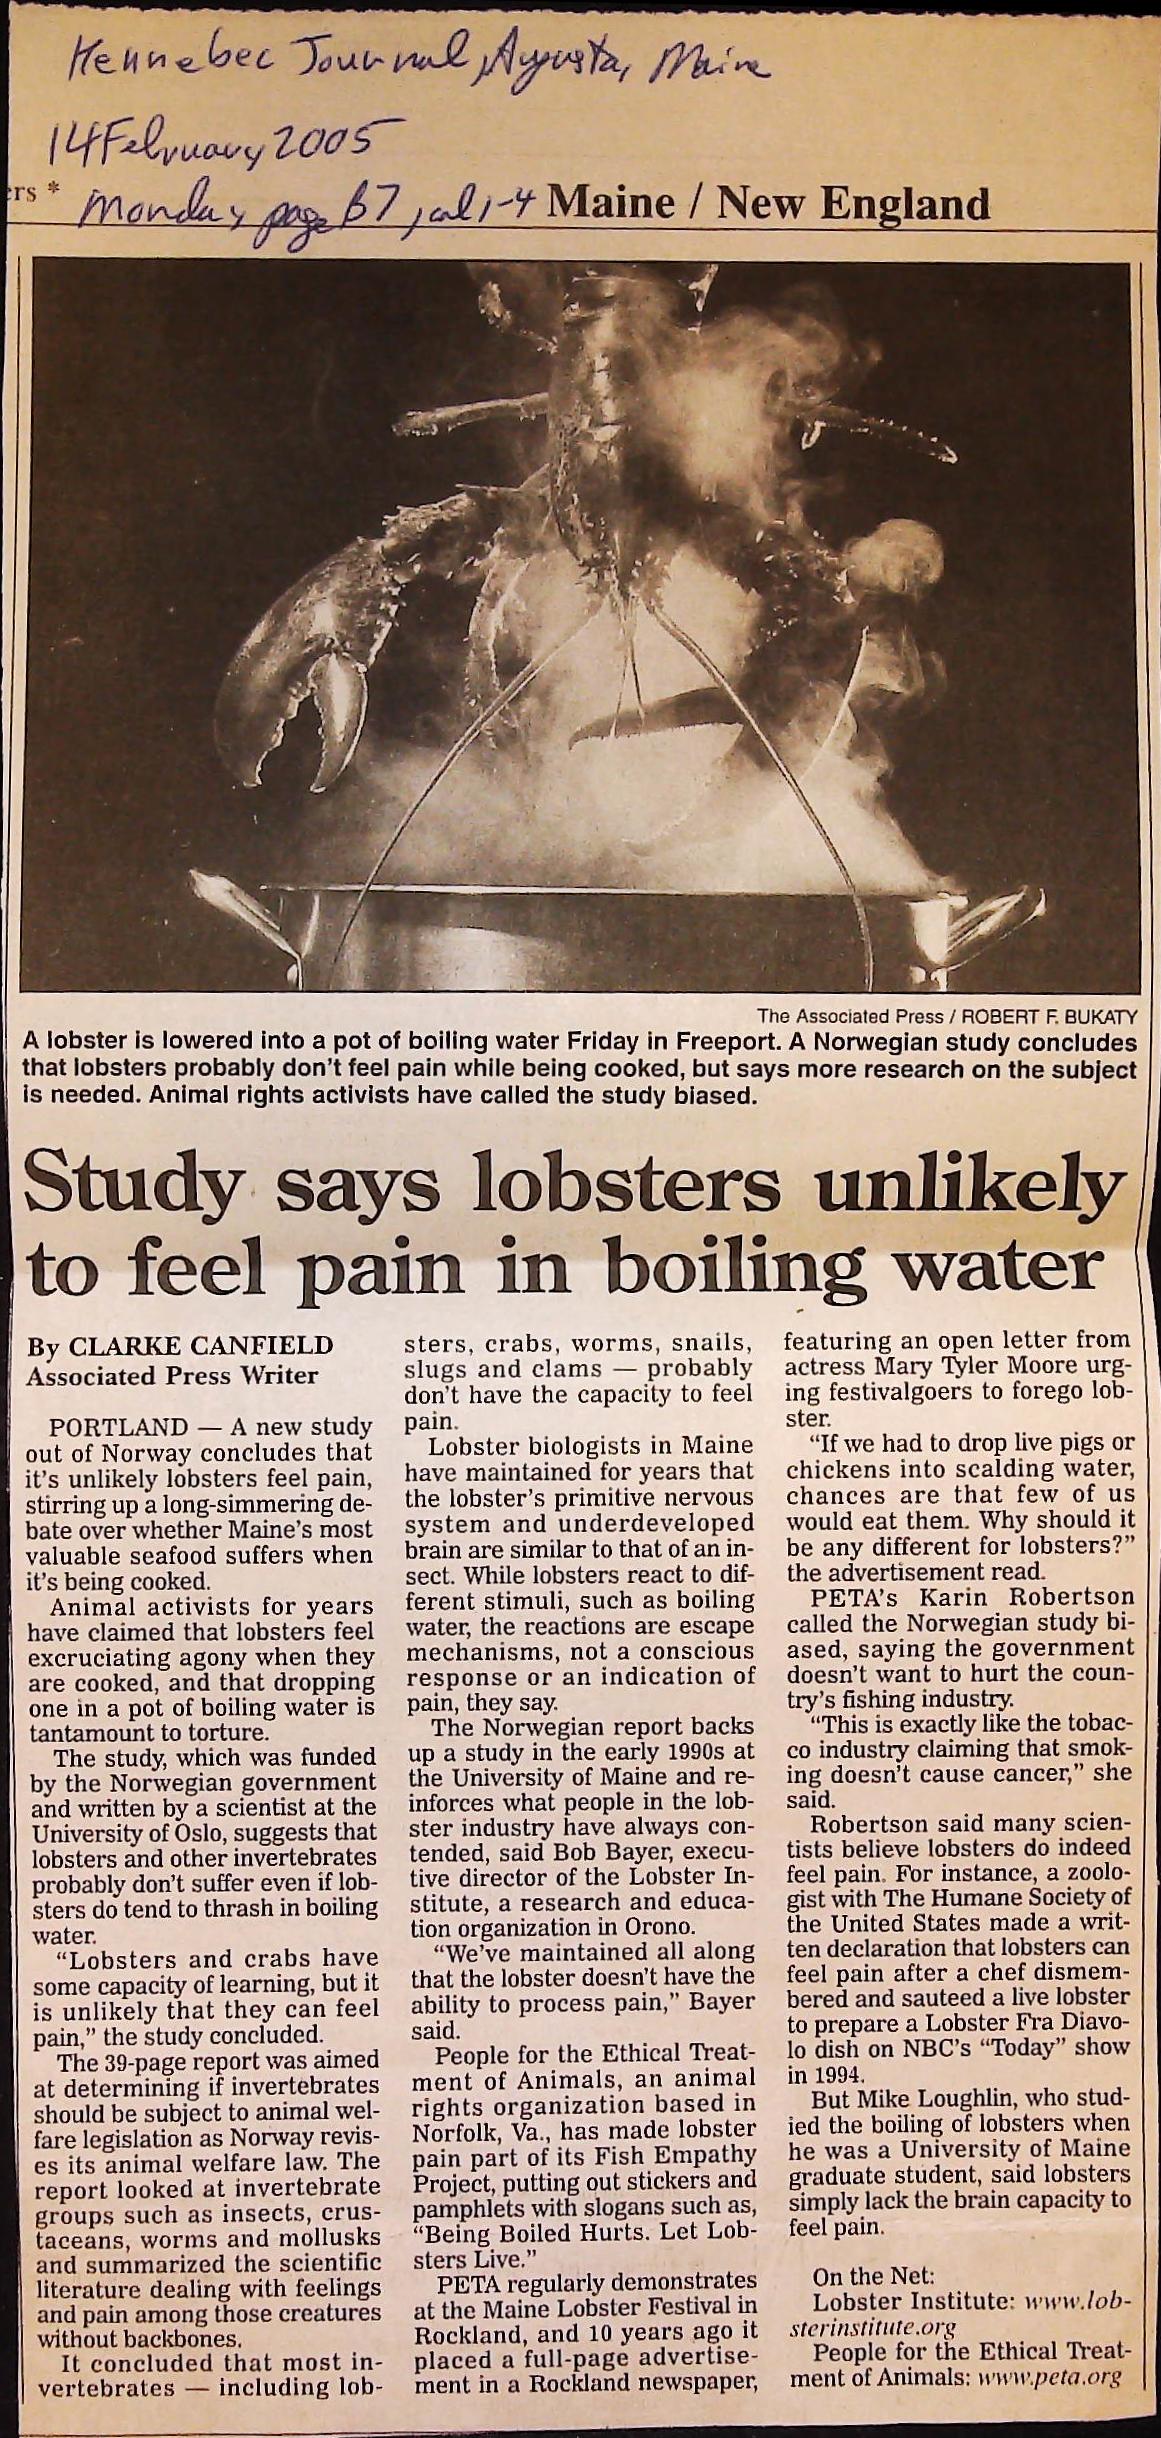 Kennebec Journal, Augusta, Maine
14 February 2005
Monday page B7, col 1-4
ers * Maine / New England
The Associated Press / ROBERT F. BUKATY
A lobster is lowered into a pot of boiling water Friday in Freeport. A Norwegian study concludes
that lobsters probably don't feel pain while being cooked, but says more research on the subject
is needed. Animal rights activists have called the study biased.
Study says lobsters unlikely
to feel pain in boiling water
By CLARKE CANFIELD
Associated Press Writer
PORTLAND — A new study
out of Norway concludes that
it's unlikely lobsters feel pain,
stirring up a long-simmering de-
bate over whether Maine's most
valuable seafood suffers when
it's being cooked.
Animal activists for years
have claimed that lobsters feel
excruciating agony when they
are cooked, and that dropping
one in a pot of boiling water is
tantamount to torture.
The study, which was funded
by the Norwegian government
and written by a scientist at the
University of Oslo, suggests that
lobsters and other invertebrates
probably don't suffer even if lob-
sters do tend to thrash in boiling
water.
"Lobsters and crabs have
some capacity of learning, but it
is unlikely that they can feel
pain," the study concluded.
The 39-page report was aimed
at determining if invertebrates
should be subject to animal wel-
fare legislation as Norway revis-
es its animal welfare law. The
report looked at invertebrate
groups such as insects, crus-
taceans, worms and mollusks
and summarized the scientific
literature dealing with feelings
and pain among those creatures
without backbones.
It concluded that most in-
vertebrates — including lob-
sters, crabs, worms, snails,
slugs and clams — probably
don't have the capacity to feel
pain.
Lobster biologists in Maine
have maintained for years that
the lobster's primitive nervous
system and underdeveloped
brain are similar to that of an in-
sect. While lobsters react to dif-
ferent stimuli, such as boiling
water, the reactions are escape
mechanisms, not a conscious
response or an indication of
pain, they say.
The Norwegian report backs
up a study in the early 1990s at
the University of Maine and re-
inforces what people in the lob-
ster industry have always con-
tended, said Bob Bayer, execu-
tive director of the Lobster In-
stitute, a research and educa-
tion organization in Orono.
"We've maintained all along
that the lobster doesn't have the
ability to process pain," Bayer
said.
People for the Ethical Treat-
ment of Animals, an animal
rights organization based in
Norfolk, Va., has made lobster
pain part of its Fish Empathy
Project, putting out stickers and
pamphlets with slogans such as,
"Being Boiled Hurts. Let Lob-
sters Live."
PETA regularly demonstrates
at the Maine Lobster Festival in
Rockland, and 10 years ago it
placed a full-page advertise-
ment in a Rockland newspaper,
featuring an open letter from
actress Mary Tyler Moore urg-
ing festivalgoers to forego lob-
ster.
"If we had to drop live pigs or
chickens into scalding water,
chances are that few of us
would eat them. Why should it
be any different for lobsters?"
the advertisement read.
PETA's Karin Robertson
called the Norwegian study bi-
ased, saying the government
doesn't want to hurt the coun-
try's fishing industry.
"This is exactly like the tobac-
co industry claiming that smok-
ing doesn't cause cancer," she
said.
Robertson said many scien-
tists believe lobsters do indeed
feel pain. For instance, a zoolo-
gist with The Humane Society of
the United States made a writ-
ten declaration that lobsters can
feel pain after a chef dismem-
bered and sauteed a live lobster
to prepare a Lobster Fra Diavo-
lo dish on NBC's "Today" show
in 1994.
But Mike Loughlin, who stud-
ied the boiling of lobsters when
he was a University of Maine
graduate student, said lobsters
simply lack the brain capacity to
feel pain.
On the Net:
Lobster Institute: www.lob-
sterinstitute.org
People for the Ethical Treat-
ment of Animals: www.peta.org